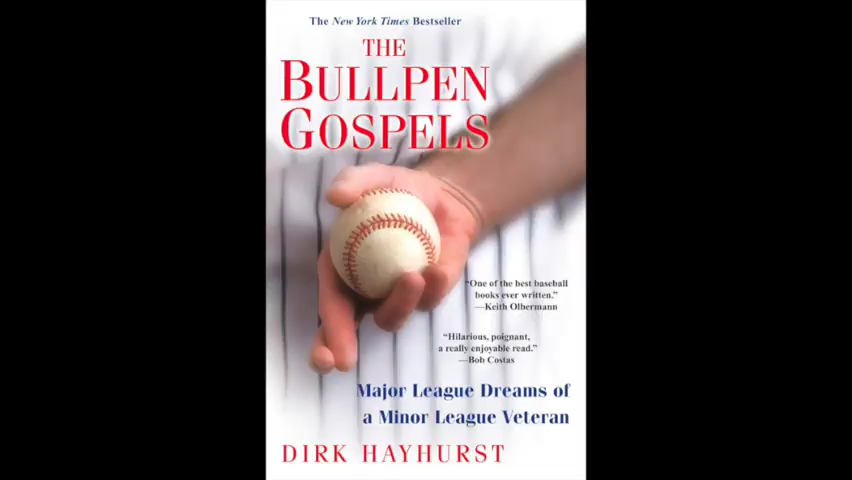 The New York Times Bestseller
THE
BULLPEN
GOSPELS
"One of the best baseball
books ever written."
—Keith Olbermann
"Hilarious, poignant,
a really enjoyable read."
—Bob Costas
Major League Dreams of
a Minor League Veteran
DIRK HAYHURST